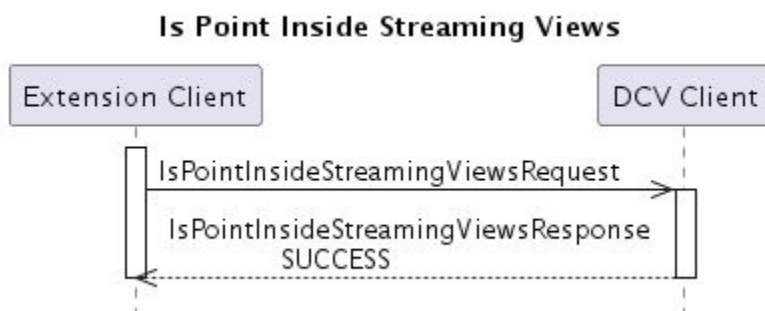 Is Point Inside Streaming Views
Extension Client
DCV Client
IsPointInsideStreamingViewsRequest
IsPointInsideStreamingViewsResponse
SUCCESS